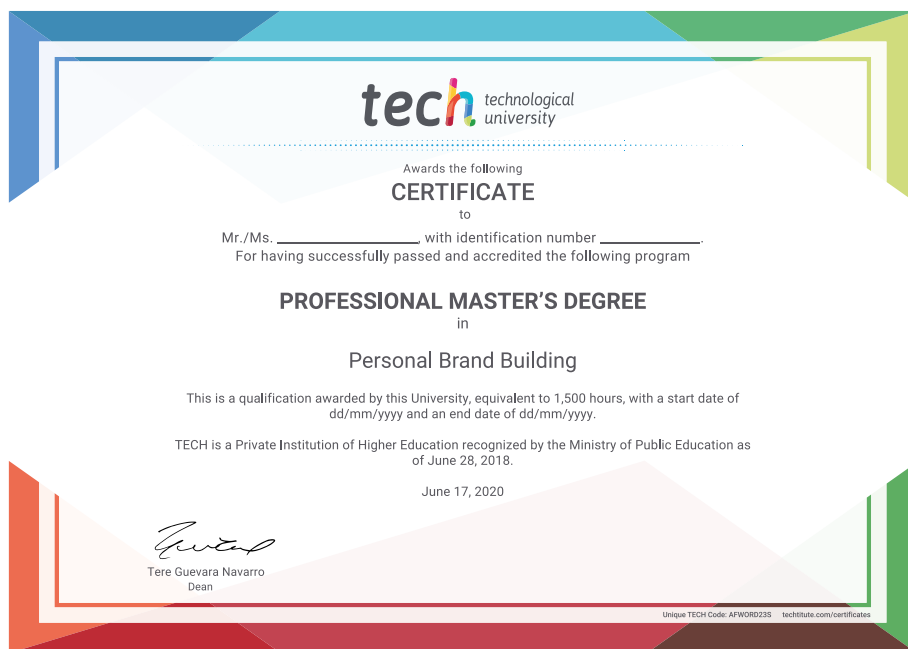 tech technological
university
Awards the following
CERTIFICATE
to
Mr./Ms. ____________________, with identification number ______________.
For having successfully passed and accredited the following program
PROFESSIONAL MASTER'S DEGREE
in
Personal Brand Building
This is a qualification awarded by this University, equivalent to 1,500 hours, with a start date of
dd/mm/yyyy and an end date of dd/mm/yyyy.
TECH is a Private Institution of Higher Education recognized by the Ministry of Public Education as
of June 28, 2018.
June 17, 2020
Tere Guevara Navarro
Dean
Unique TECH Code: AFWORD23S techtitute.com/certificates